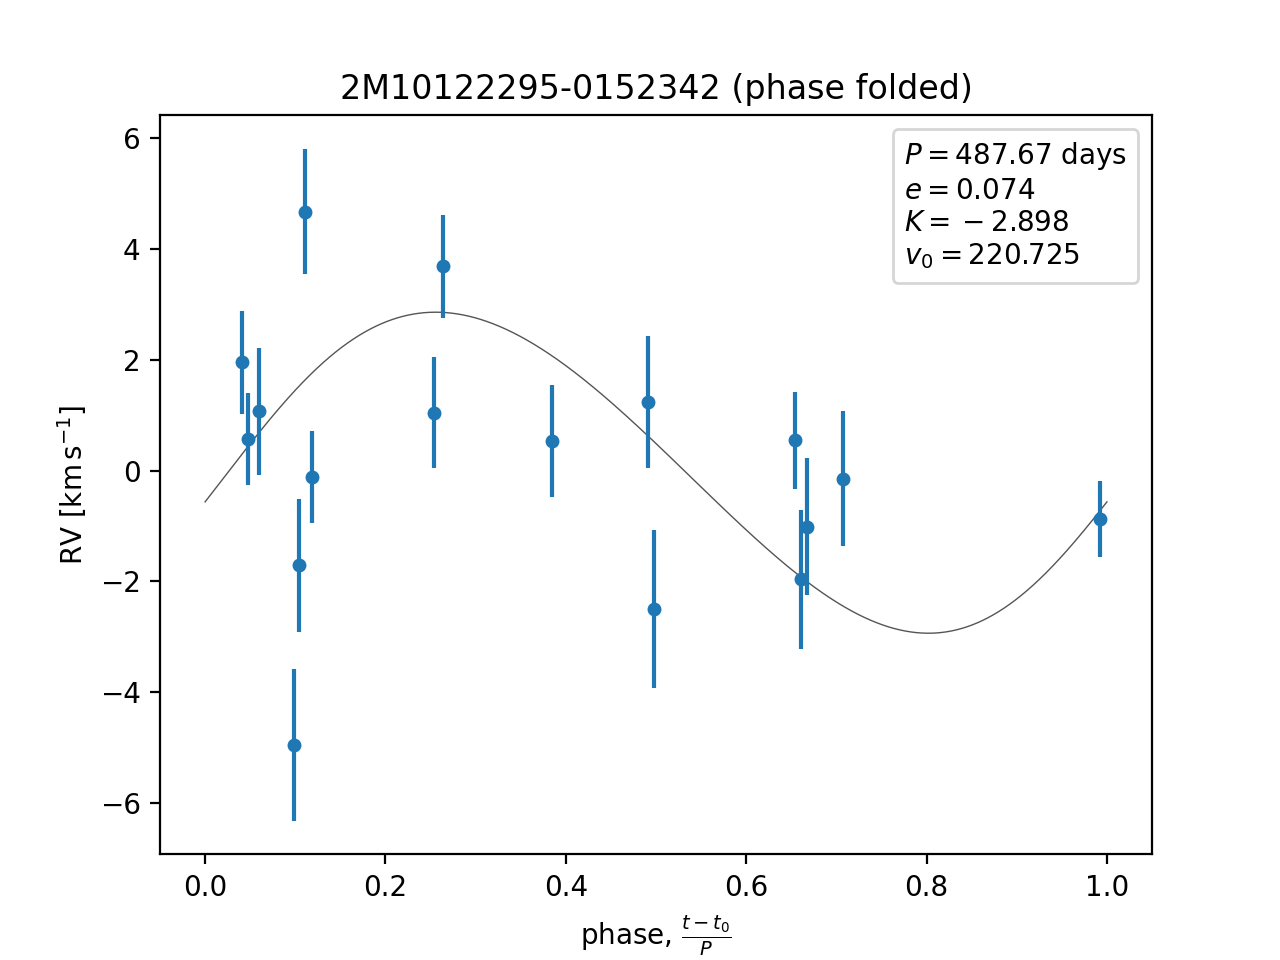 2M10122295-0152342 (phase folded)
P = 487.67 days
e = 0.074
K = −2.898
v₀ = 220.725
RV [km s⁻¹]
6
4
2
0
−2
−4
−6
0.0 0.2 0.4 0.6 0.8 1.0
phase, (t − t₀)/P